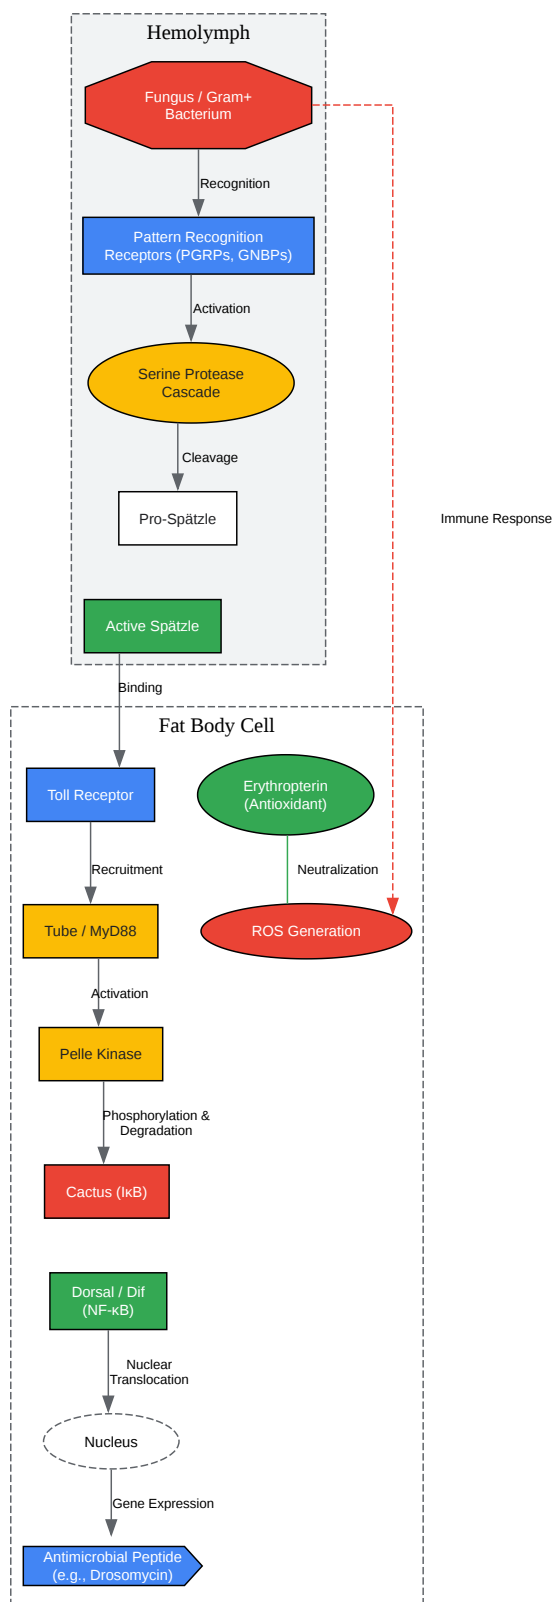 Hemolymph
Fungus / Gram+
Bacterium
Recognition
Pattern Recognition
Receptors (PGRPs, GNBPs)
Activation
Serine Protease
Cascade
Cleavage
Pro-Spätzle
Immune Response
Active Spätzle
Binding
Fat Body Cell
Toll Receptor
Erythropterin
(Antioxidant)
Recruitment
Neutralization
Tube / MyD88
ROS Generation
Activation
Pelle Kinase
Phosphorylation &
Degradation
Cactus (IκB)
Dorsal / Dif
(NF-κB)
Nuclear
Translocation
Nucleus
Gene Expression
Antimicrobial Peptide
(e.g., Drosomycin)